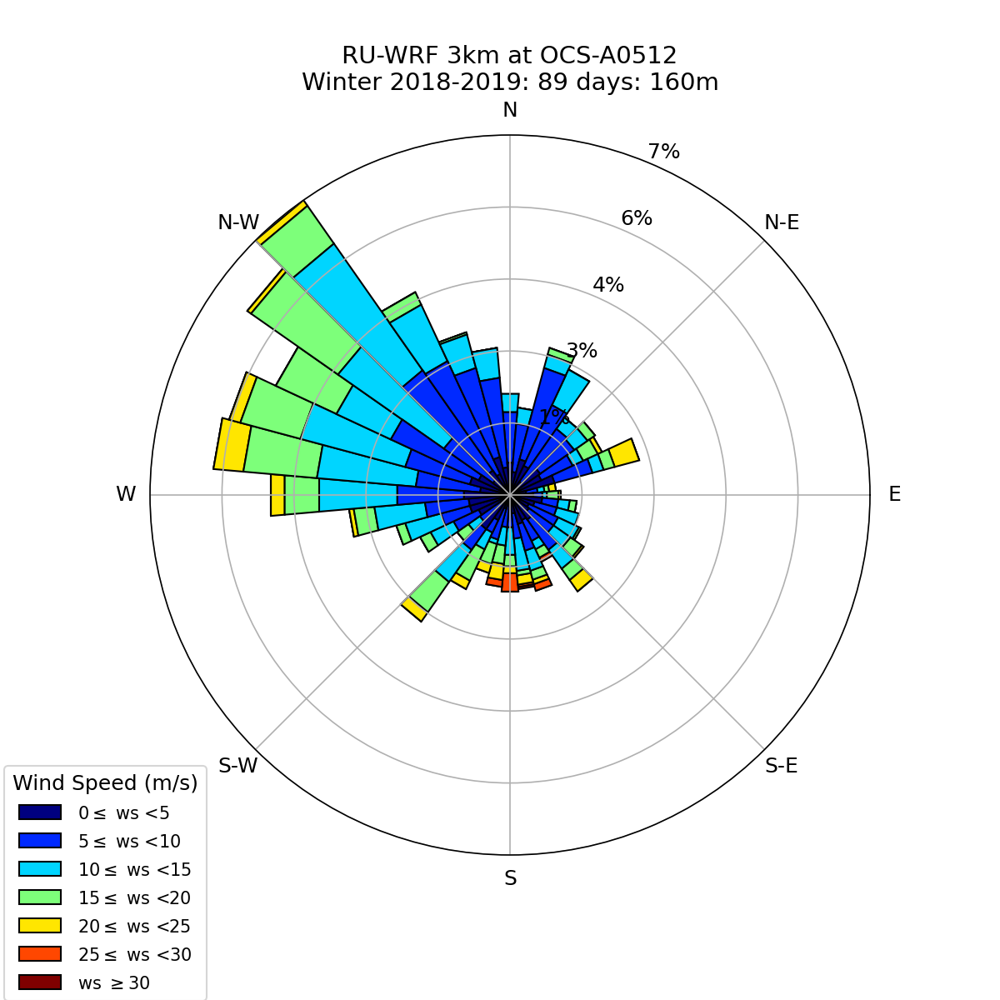 RU-WRF 3km at OCS-A0512
Winter 2018-2019: 89 days: 160m
N
7%
N-W
6%
N-E
4%
3%
1%
W
E
S-W
S-E
S
Wind Speed (m/s)
0≤ ws <5
5≤ ws <10
10≤ ws <15
15≤ ws <20
20≤ ws <25
25≤ ws <30
ws ≥30